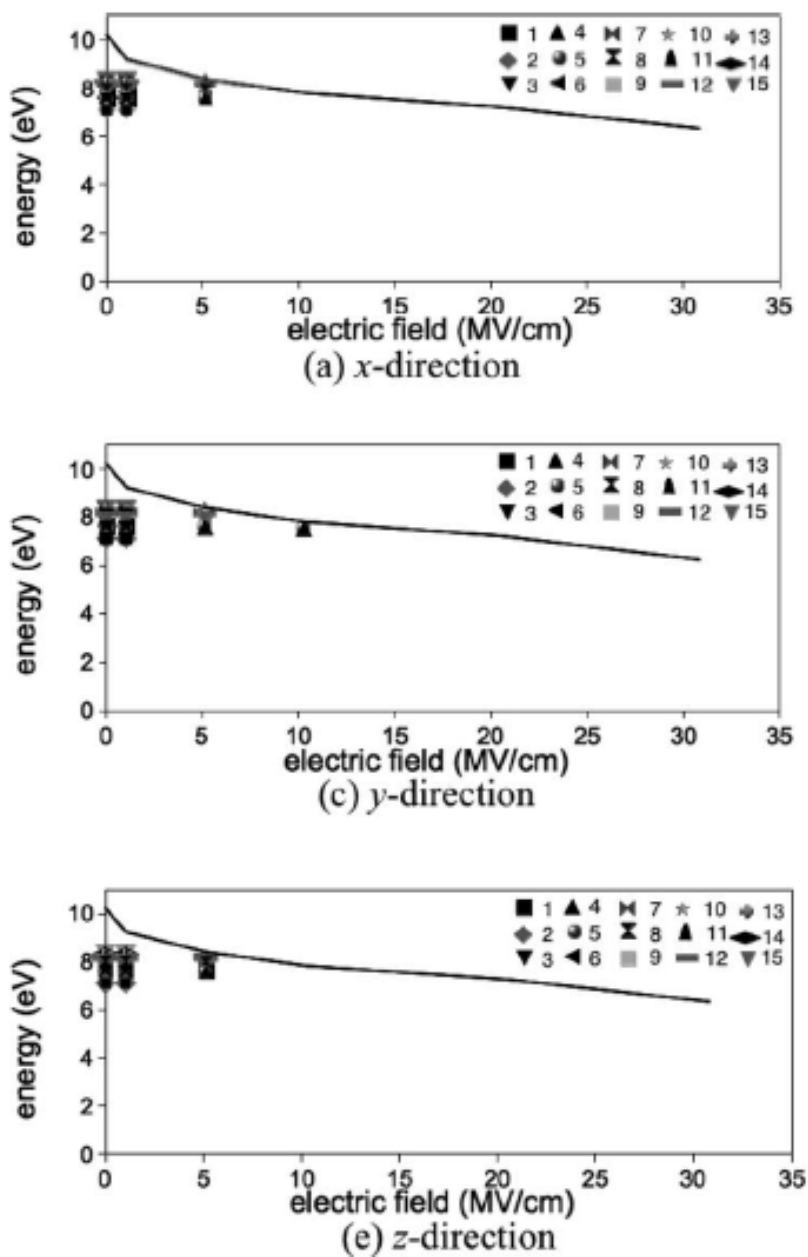 10
8
6
4
2
0
energy (eV)
1 4 7 10 13
2 5 8 11 14
3 6 9 12 15
0 5 10 15 20 25 30 35
electric field (MV/cm)
(a) x-direction
10
8
6
4
2
0
energy (eV)
1 4 7 10 13
2 5 8 11 14
3 6 9 12 15
0 5 10 15 20 25 30 35
electric field (MV/cm)
(c) y-direction
10
8
6
4
2
0
energy (eV)
1 4 7 10 13
2 5 8 11 14
3 6 9 12 15
0 5 10 15 20 25 30 35
electric field (MV/cm)
(e) z-direction